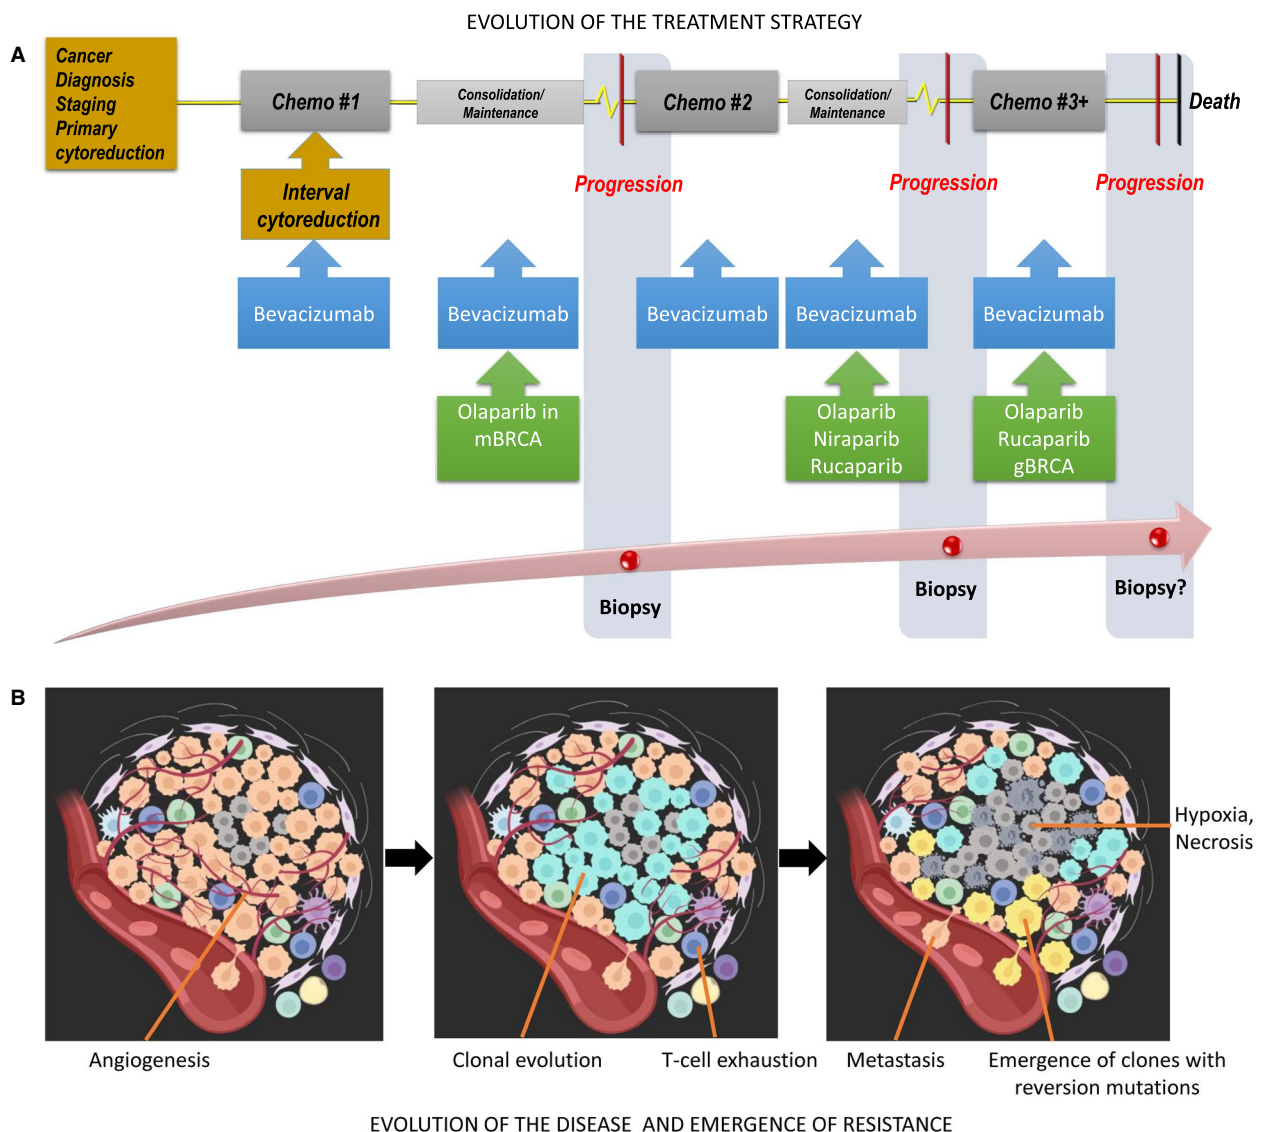 EVOLUTION OF THE TREATMENT STRATEGY
A
Cancer
Diagnosis
Staging
Primary
cytoreduction
Chemo #1
Consolidation/
Maintenance
Chemo #2
Consolidation/
Maintenance
Chemo #3+
Death
Interval
cytoreduction
Progression
Progression
Progression
Bevacizumab
Bevacizumab
Bevacizumab
Bevacizumab
Bevacizumab
Olaparib in
mBRCA
Olaparib
Niraparib
Rucaparib
Olaparib
Rucaparib
gBRCA
Biopsy
Biopsy
Biopsy?
B
Hypoxia,
Necrosis
Angiogenesis
Clonal evolution
T-cell exhaustion
Metastasis
Emergence of clones with
reversion mutations
EVOLUTION OF THE DISEASE AND EMERGENCE OF RESISTANCE